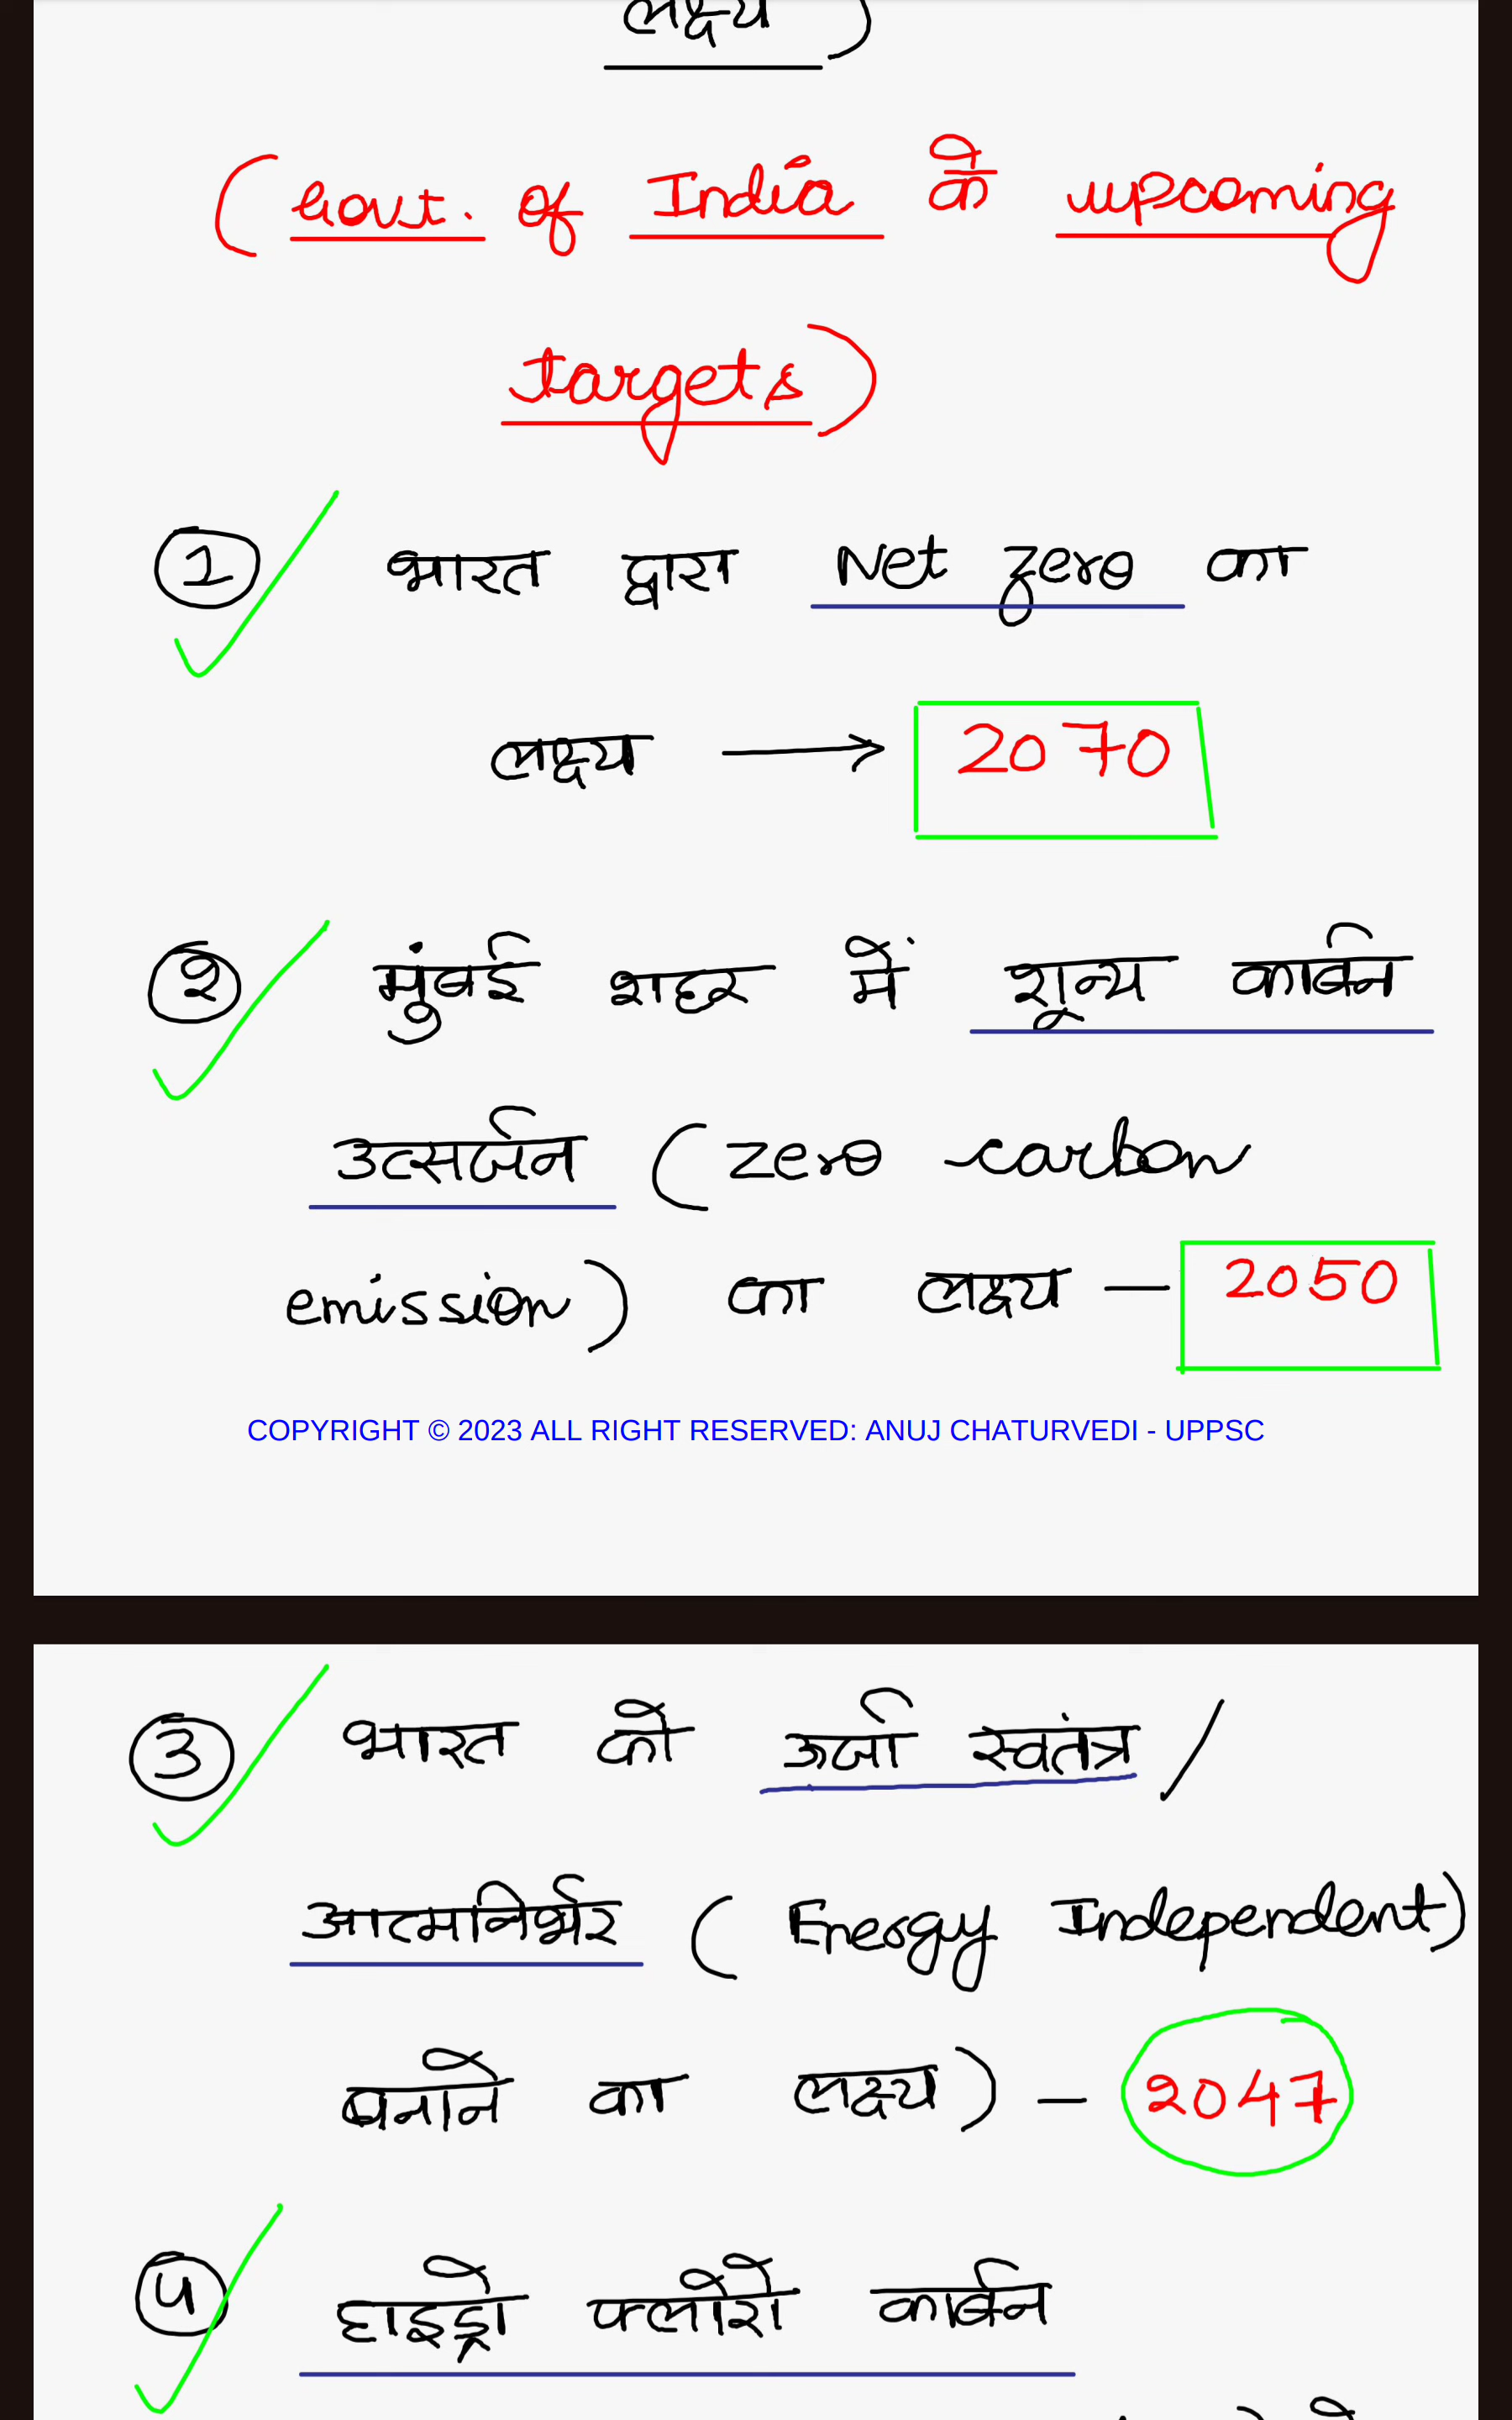 लक्ष्य)
(Govt. of India के upcoming
Targets)
1 भारत द्वारा Net zero का
लक्ष्य → 2070
2 मुंबई शहर में शून्य कार्बन
उत्सर्जन (Zero carbon
emission) का लक्ष्य — 2050
COPYRIGHT © 2023 ALL RIGHT RESERVED: ANUJ CHATURVEDI - UPPSC
3 भारत को ऊर्जा स्वतंत्र /
आत्मनिर्भर (Energy Independent)
बनाने का लक्ष्य) — 2047
4 हाइड्रो क्लोरो कार्बन